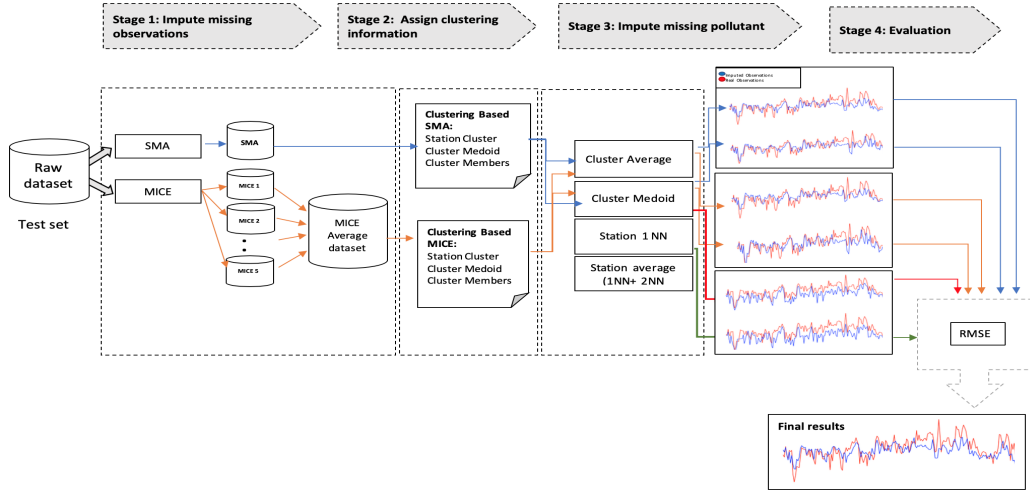 Stage 1: Impute missing
observations
Stage 2: Assign clustering
information
Stage 3: Impute missing pollutant
Stage 4: Evaluation
Raw
dataset
Test set
SMA
MICE
SMA
MICE 1
MICE 2
MICE 5
MICE
Average
dataset
Clustering Based
SMA:
Station Cluster
Cluster Medoid
Cluster Members
Clustering Based
MICE:
Station Cluster
Cluster Medoid
Cluster Members
Cluster Average
Cluster Medoid
Station 1 NN
Station average
(1NN+ 2NN
Imputed Observations
Real Observations
RMSE
Final results